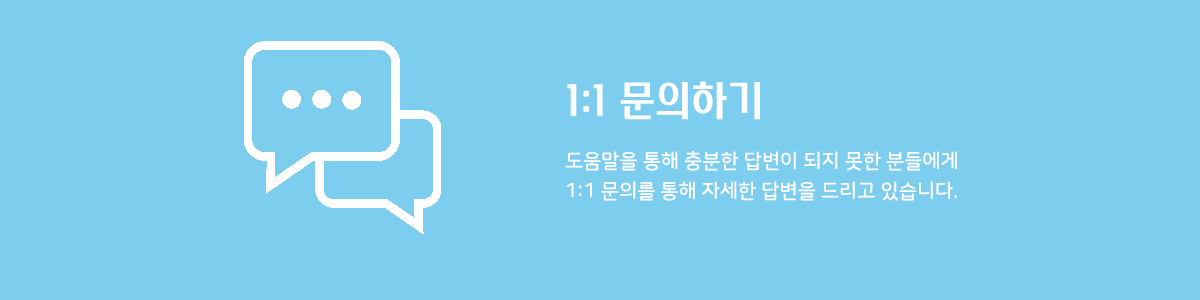 1:1 문의하기
도움말을 통해 충분한 답변이 되지 못한 분들에게
1:1 문의를 통해 자세한 답변을 드리고 있습니다.